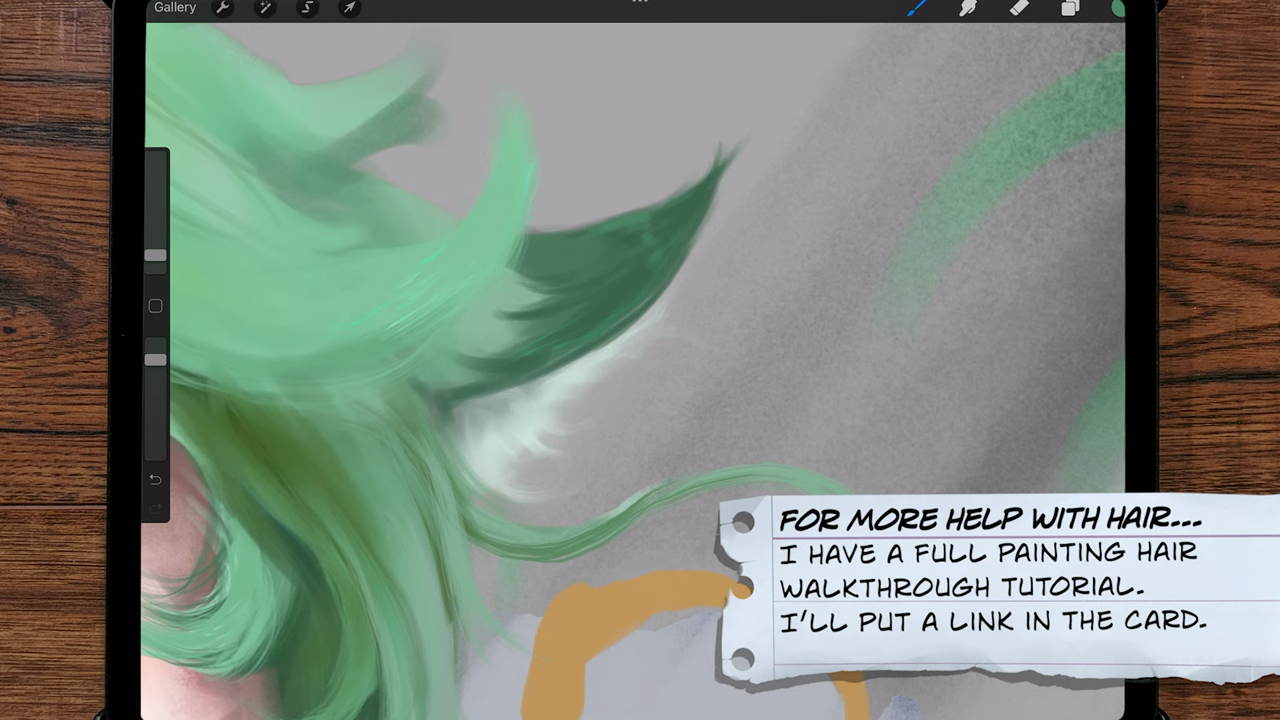 Gallery
FOR MORE HELP WITH HAIR...
I HAVE A FULL PAINTING HAIR
WALKTHROUGH TUTORIAL.
I'LL PUT A LINK IN THE CARD.